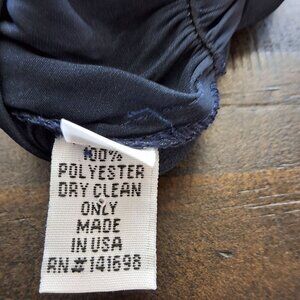 100%
POLYESTER
DRY CLEAN
ONLY
MADE
IN USA
RN#141698